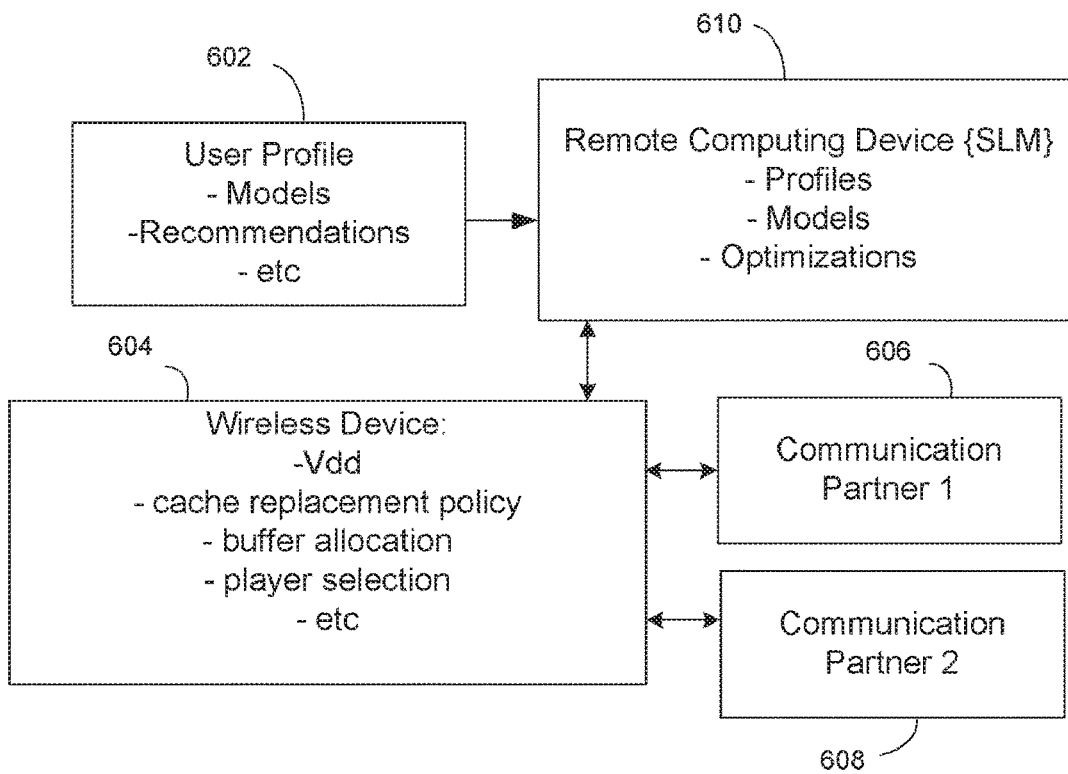 602
User Profile
- Models
-Recommendations
- etc
610
Remote Computing Device {SLM}
- Profiles
- Models
- Optimizations
604
Wireless Device:
-Vdd
- cache replacement policy
- buffer allocation
- player selection
- etc
606
Communication
Partner 1
Communication
Partner 2
608